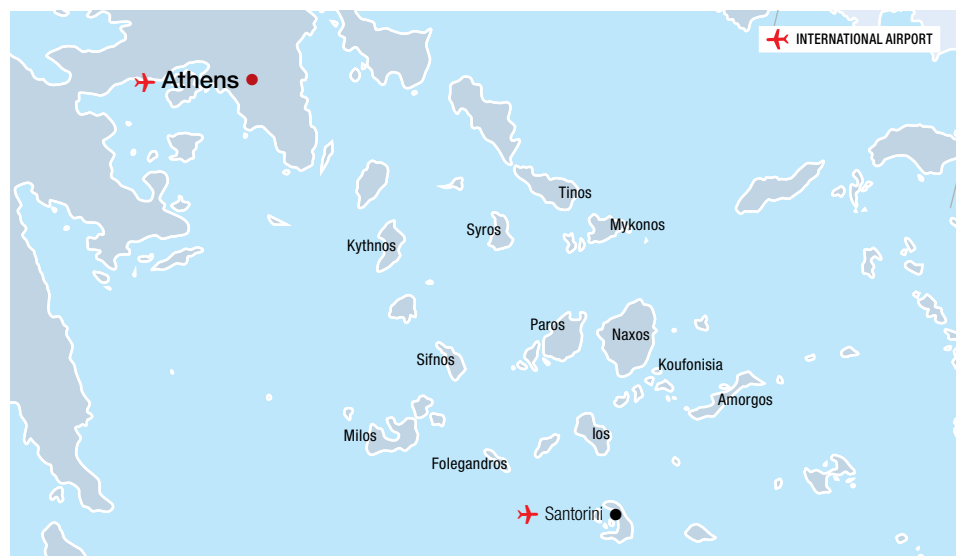 INTERNATIONAL AIRPORT
Athens
Tinos
Mykonos
Syros
Kythnos
Paros
Naxos
Sifnos
Koufonisia
Amorgos
Milos
Ios
Folegandros
Santorini